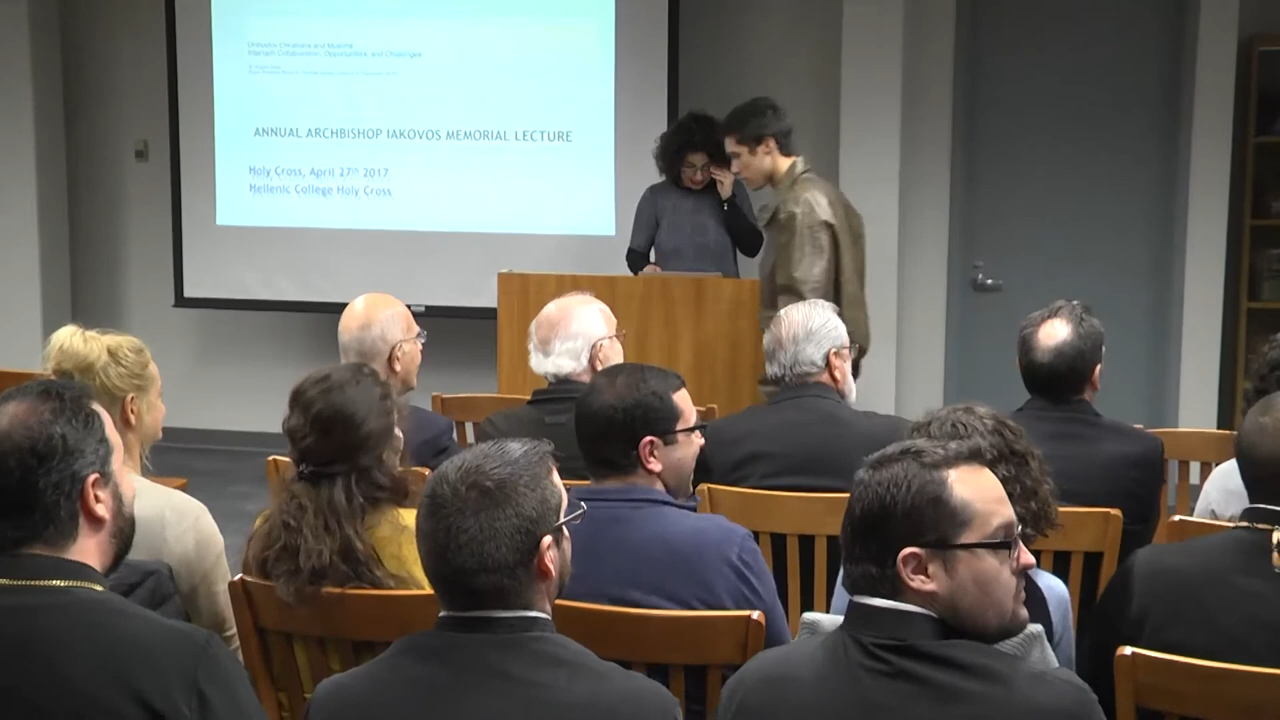 Orthodox Christians and Muslims
Interfaith Collaboration, Opportunities, and Challenges
ANNUAL ARCHBISHOP IAKOVOS MEMORIAL LECTURE
Holy Cross, April 27th 2017
Hellenic College Holy Cross